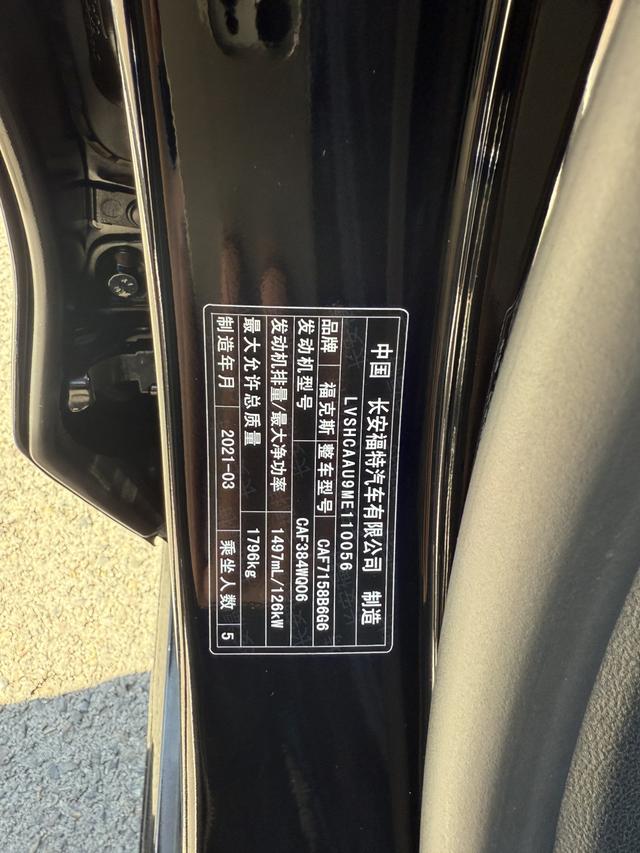 中国 长安福特汽车有限公司 制造
LVSHCAAU9ME110056
品牌 福克斯 整车型号 CAF7158B6G6
发动机型号 CAF384WQ06
发动机排量/最大净功率 1497mL/126kW
最大允许总质量 1796kg
制造年月 2021-03 乘坐人数 5